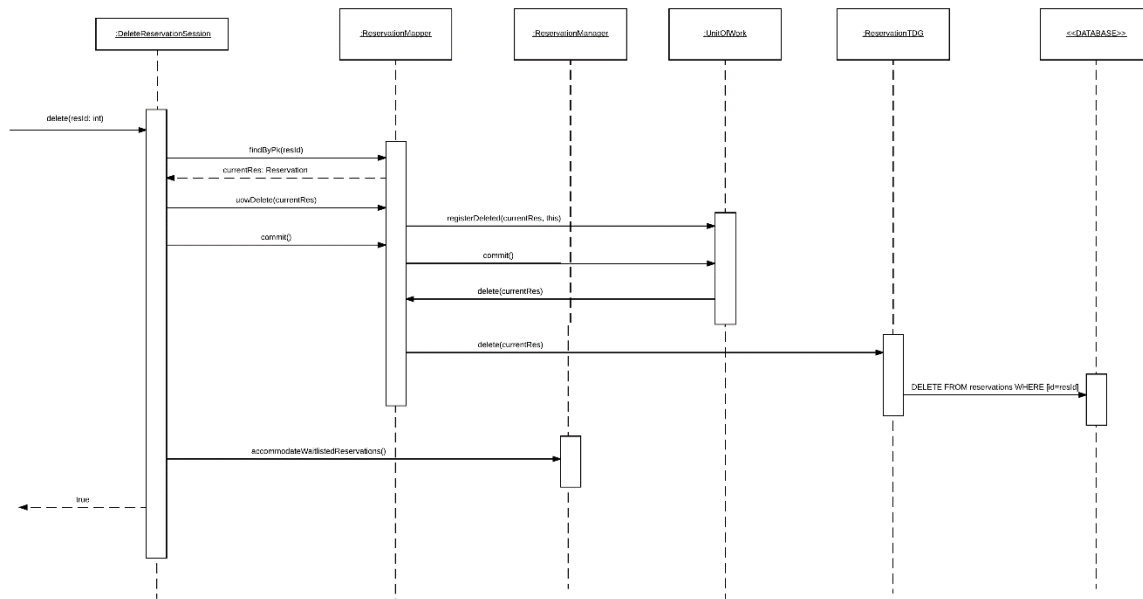 :DeleteReservationSession
:ReservationMapper
:ReservationManager
:UnitOfWork
:ReservationTDG
<<DATABASE>>
delete(resId: int)
findByPk(resId)
currentRes: Reservation
uowDelete(currentRes)
registerDeleted(currentRes, this)
commit()
commit()
delete(currentRes)
delete(currentRes)
DELETE FROM reservations WHERE [id=resId]
accommodateWaitlistedReservations()
true